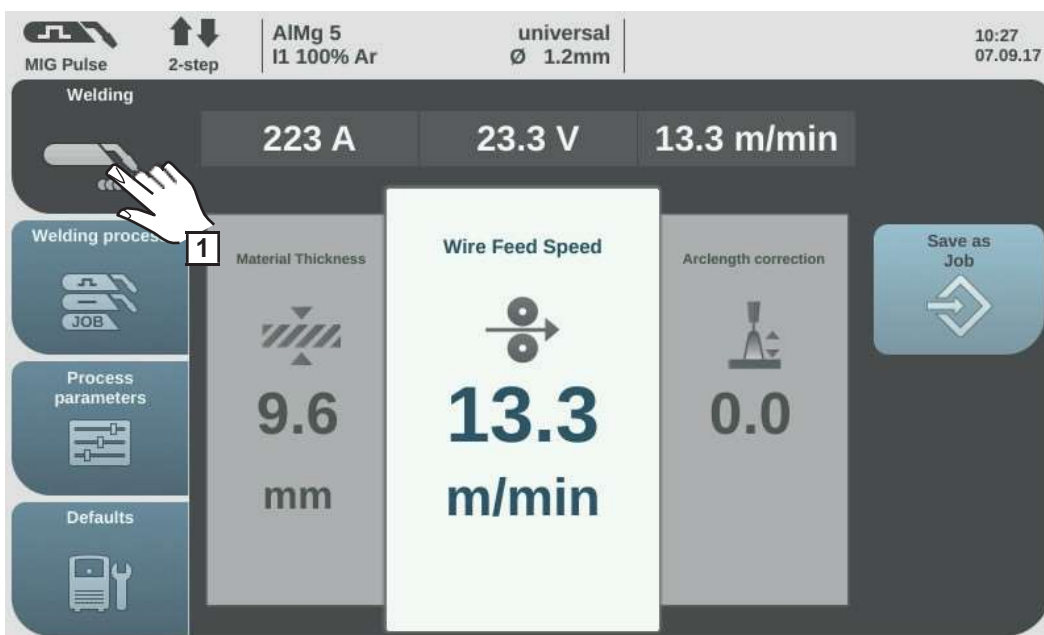 MIG Pulse
2-step
AlMg 5
I1 100% Ar
universal
Ø 1.2mm
10:27
07.09.17
Welding
223 A
23.3 V
13.3 m/min
1
Welding proces
JOB
Process
parameters
Defaults
Material Thickness
9.6
mm
Wire Feed Speed
13.3
m/min
Arclength correction
0.0
Save as
Job